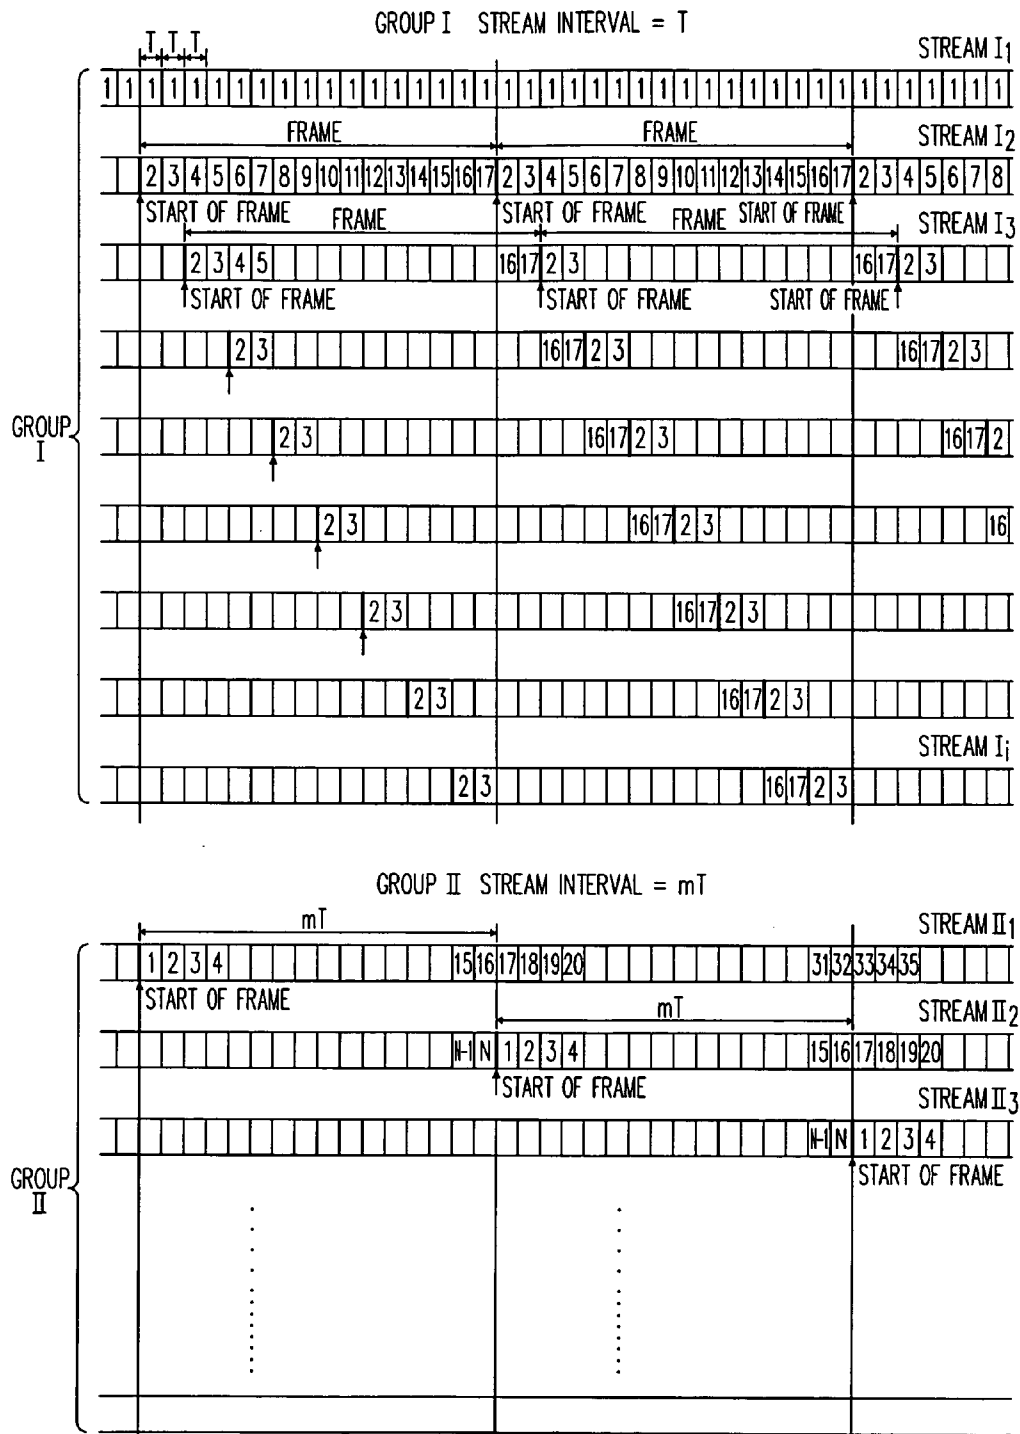 GROUP I STREAM INTERVAL = T
T T T
STREAM I1
1 1 1 1 1 1 1 1 1 1 1 1 1 1 1 1 1 1 1 1 1 1 1 1 1 1 1 1 1 1 1 1 1 1 1 1 1 1 1 1 1
FRAME FRAME
STREAM I2
2 3 4 5 6 7 8 9 10 11 12 13 14 15 16 17 2 3 4 5 6 7 8 9 10 11 12 13 14 15 16 17 2 3 4 5 6 7 8
START OF FRAME START OF FRAME START OF FRAME
FRAME FRAME
STREAM I3
2 3 4 5 16 17 2 3 16 17 2 3
START OF FRAME START OF FRAME START OF FRAME
2 3 16 17 2 3 16 17 2 3
GROUP I
2 3 16 17 2 3 16 17 2
2 3 16 17 2 3 16
2 3 16 17 2 3
2 3 16 17 2 3
STREAM Ii
2 3 16 17 2 3
GROUP II STREAM INTERVAL = mT
mT
STREAM II1
1 2 3 4 15 16 17 18 19 20 31 32 33 34 35
START OF FRAME
mT
STREAM II2
N-1 N 1 2 3 4 15 16 17 18 19 20
START OF FRAME
STREAM II3
N-1 N 1 2 3 4
GROUP II
START OF FRAME